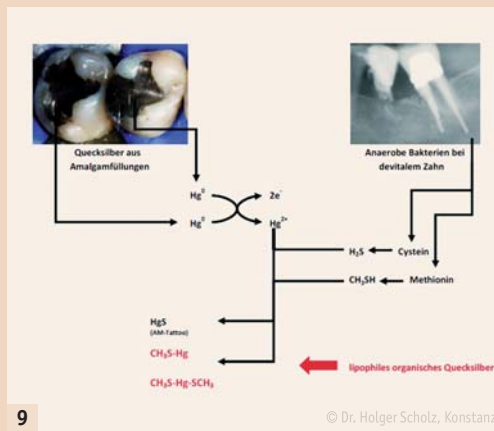 Quecksilber aus
Amalgamfüllungen
Anaerobe Bakterien bei
devitalem Zahn
Hg⁰ 2e⁻
Hg⁰ Hg²⁺
H₂S Cystein
CH₃SH Methionin
HgS
(AM-Tattoo)
CH₃S-Hg
lipophiles organisches Quecksilber
CH₃S-Hg-SCH₃
9
© Dr. Holger Scholz, Konstanz